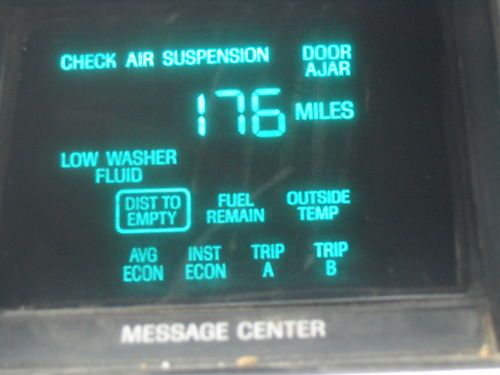 CHECK AIR SUSPENSION
DOOR
AJAR
176 MILES
LOW WASHER
FLUID
DIST TO
EMPTY
FUEL
REMAIN
OUTSIDE
TEMP
AVG
ECON
INST
ECON
TRIP
A
TRIP
B
MESSAGE CENTER